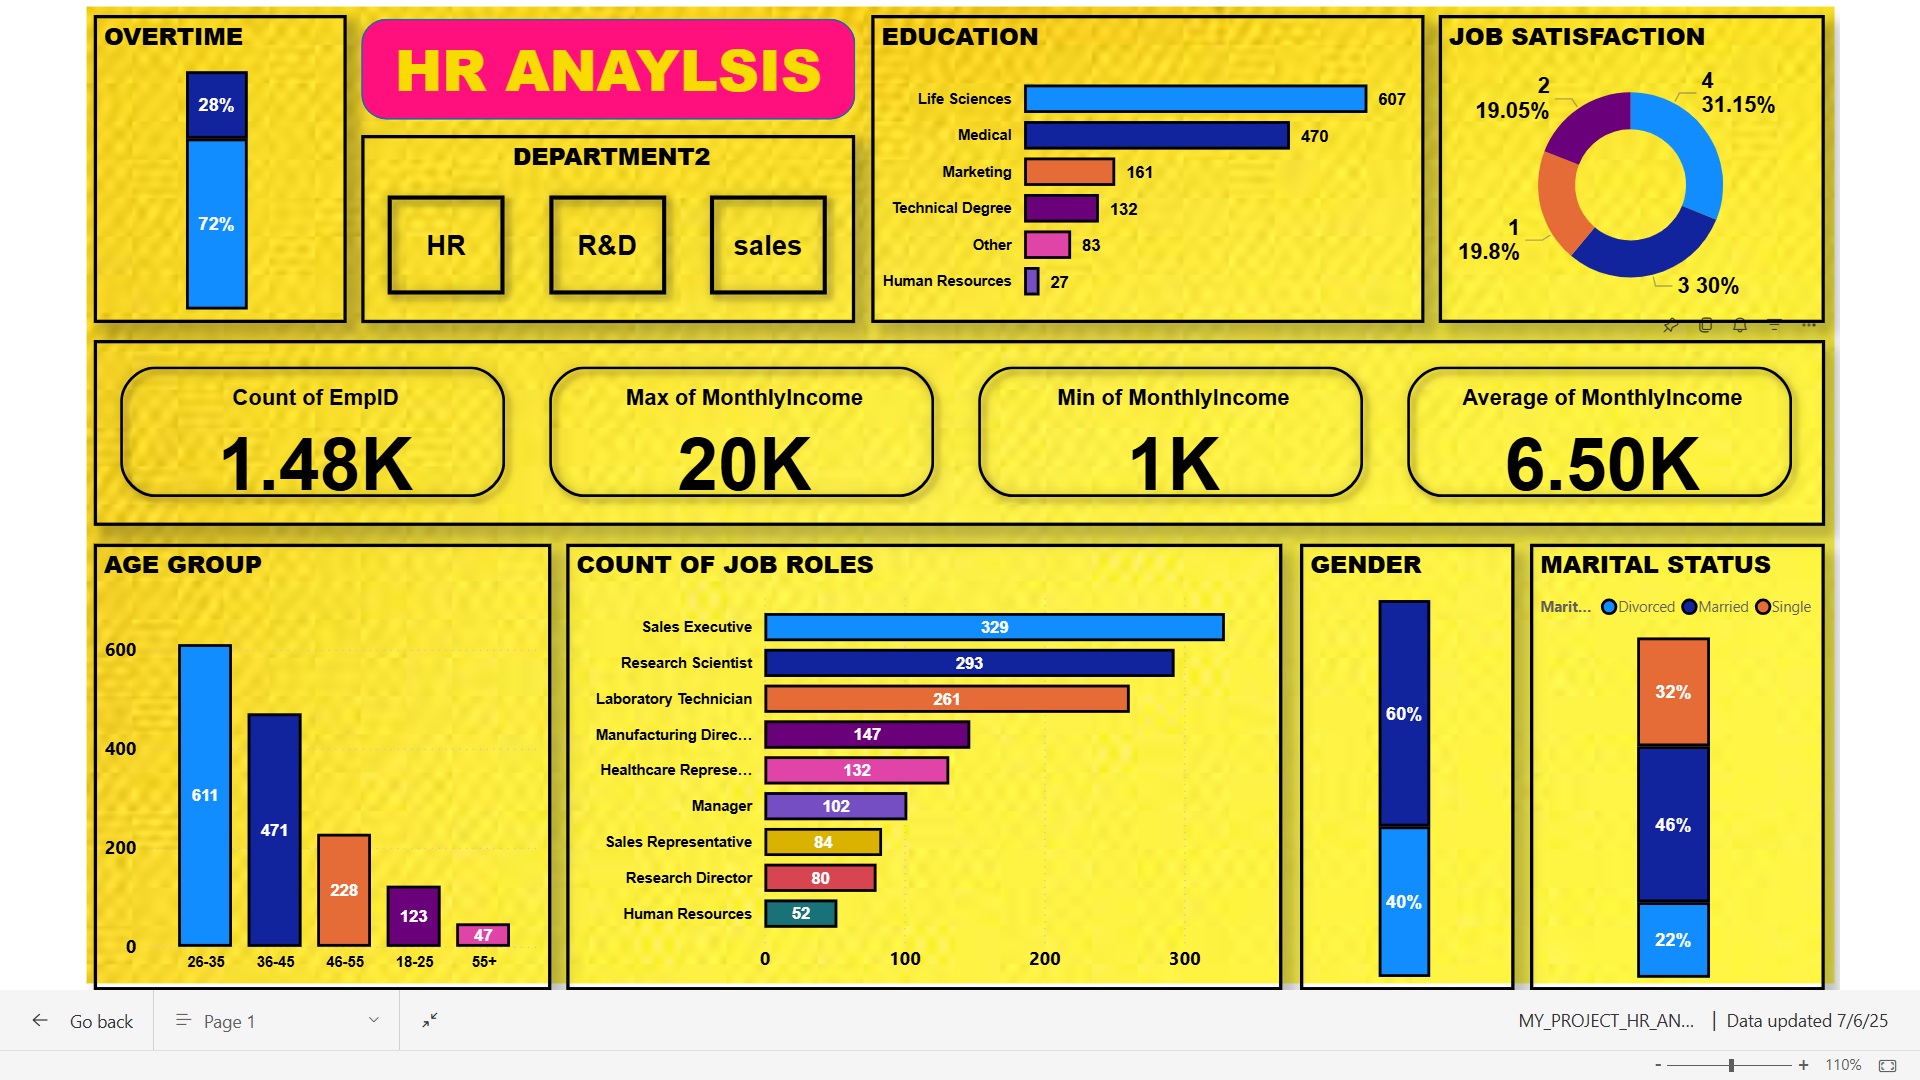 OVERTIME
28%
72%
HR ANAYLSIS
DEPARTMENT2
HR
R&D
sales
EDUCATION
Life Sciences 607
Medical 470
Marketing 161
Technical Degree 132
Other 83
Human Resources 27
JOB SATISFACTION
2
19.05%
4
31.15%
1
19.8%
3 30%
Count of EmpID
1.48K
Max of MonthlyIncome
20K
Min of MonthlyIncome
1K
Average of MonthlyIncome
6.50K
AGE GROUP
600
400
200
0
611
471
228
123
47
26-35 36-45 46-55 18-25 55+
COUNT OF JOB ROLES
Sales Executive 329
Research Scientist 293
Laboratory Technician 261
Manufacturing Direc... 147
Healthcare Represe... 132
Manager 102
Sales Representative 84
Research Director 80
Human Resources 52
0 100 200 300
GENDER
60%
40%
MARITAL STATUS
Marit... Divorced Married Single
32%
46%
22%
Go back Page 1 MY_PROJECT_HR_AN... | Data updated 7/6/25
- + 110%